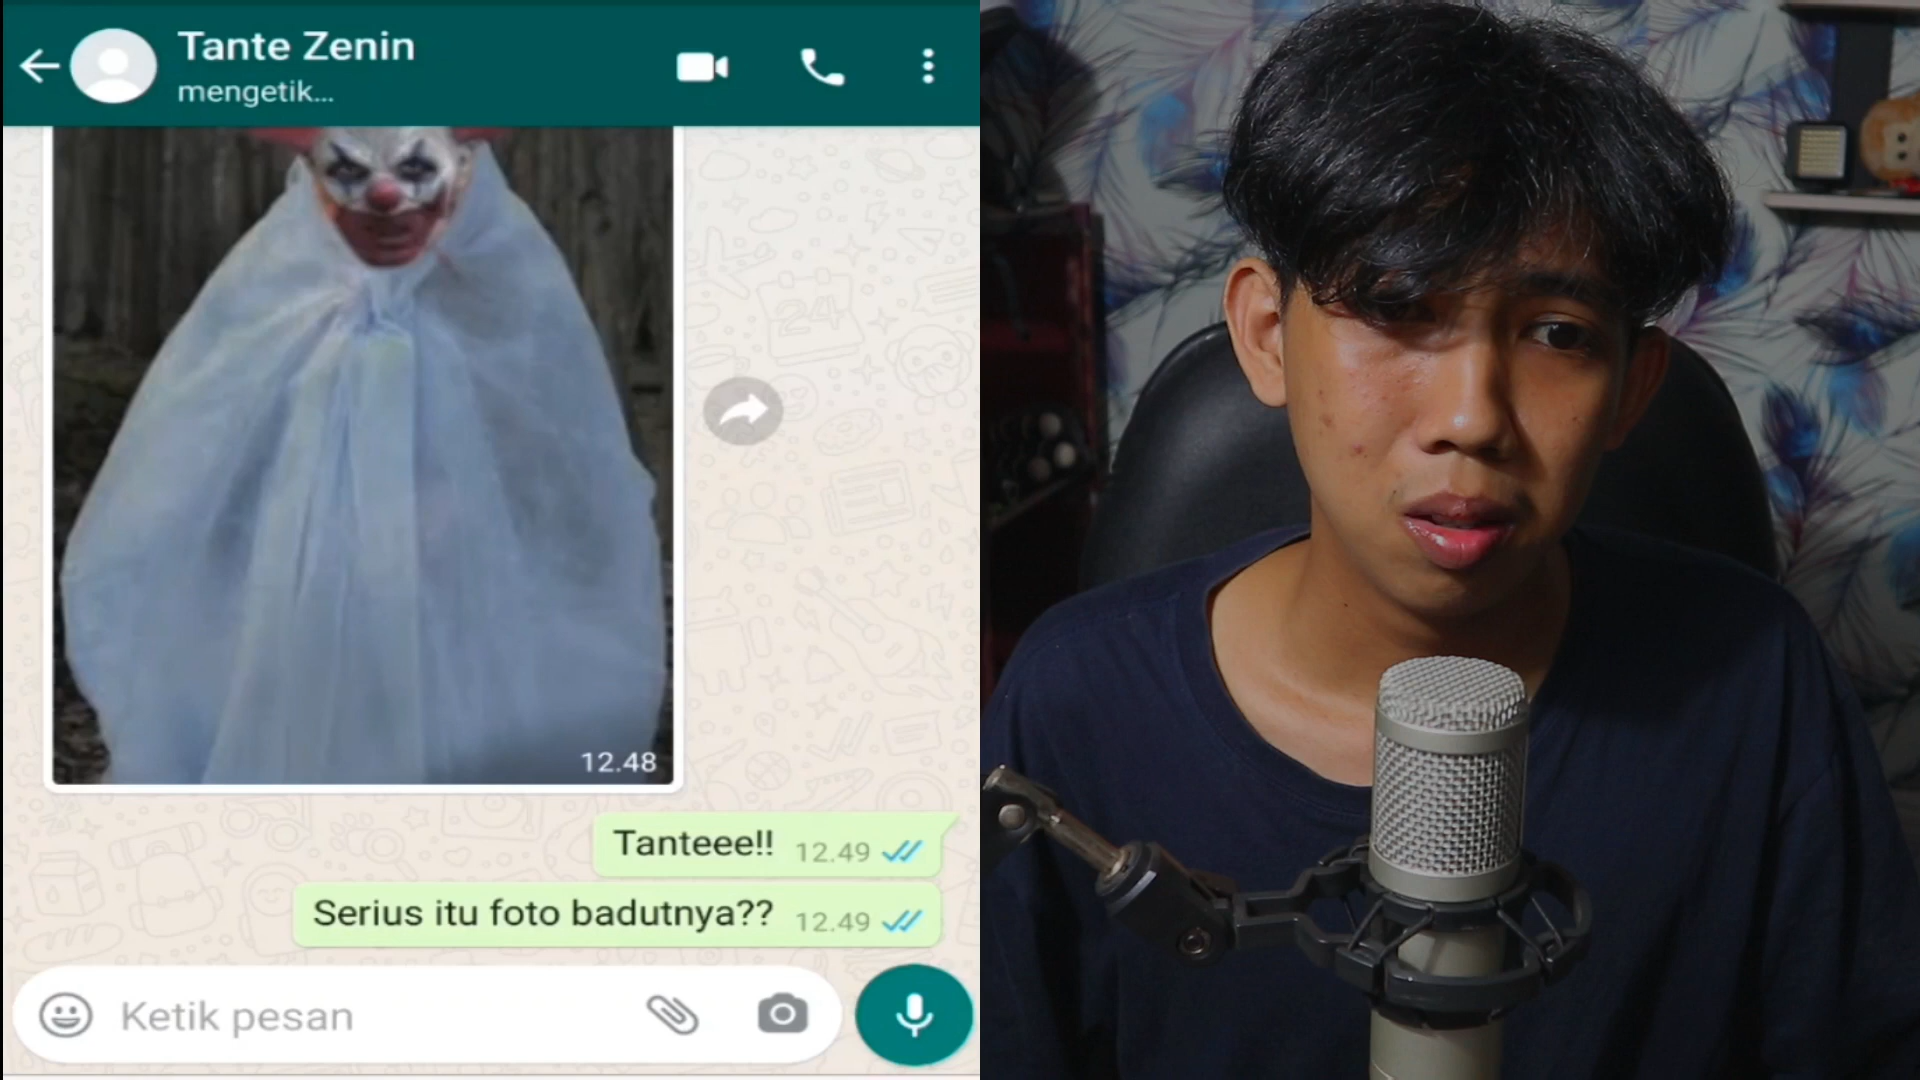 Tante Zenin
mengetik...
12.48
Tanteee!! 12.49
Serius itu foto badutnya?? 12.49
Ketik pesan